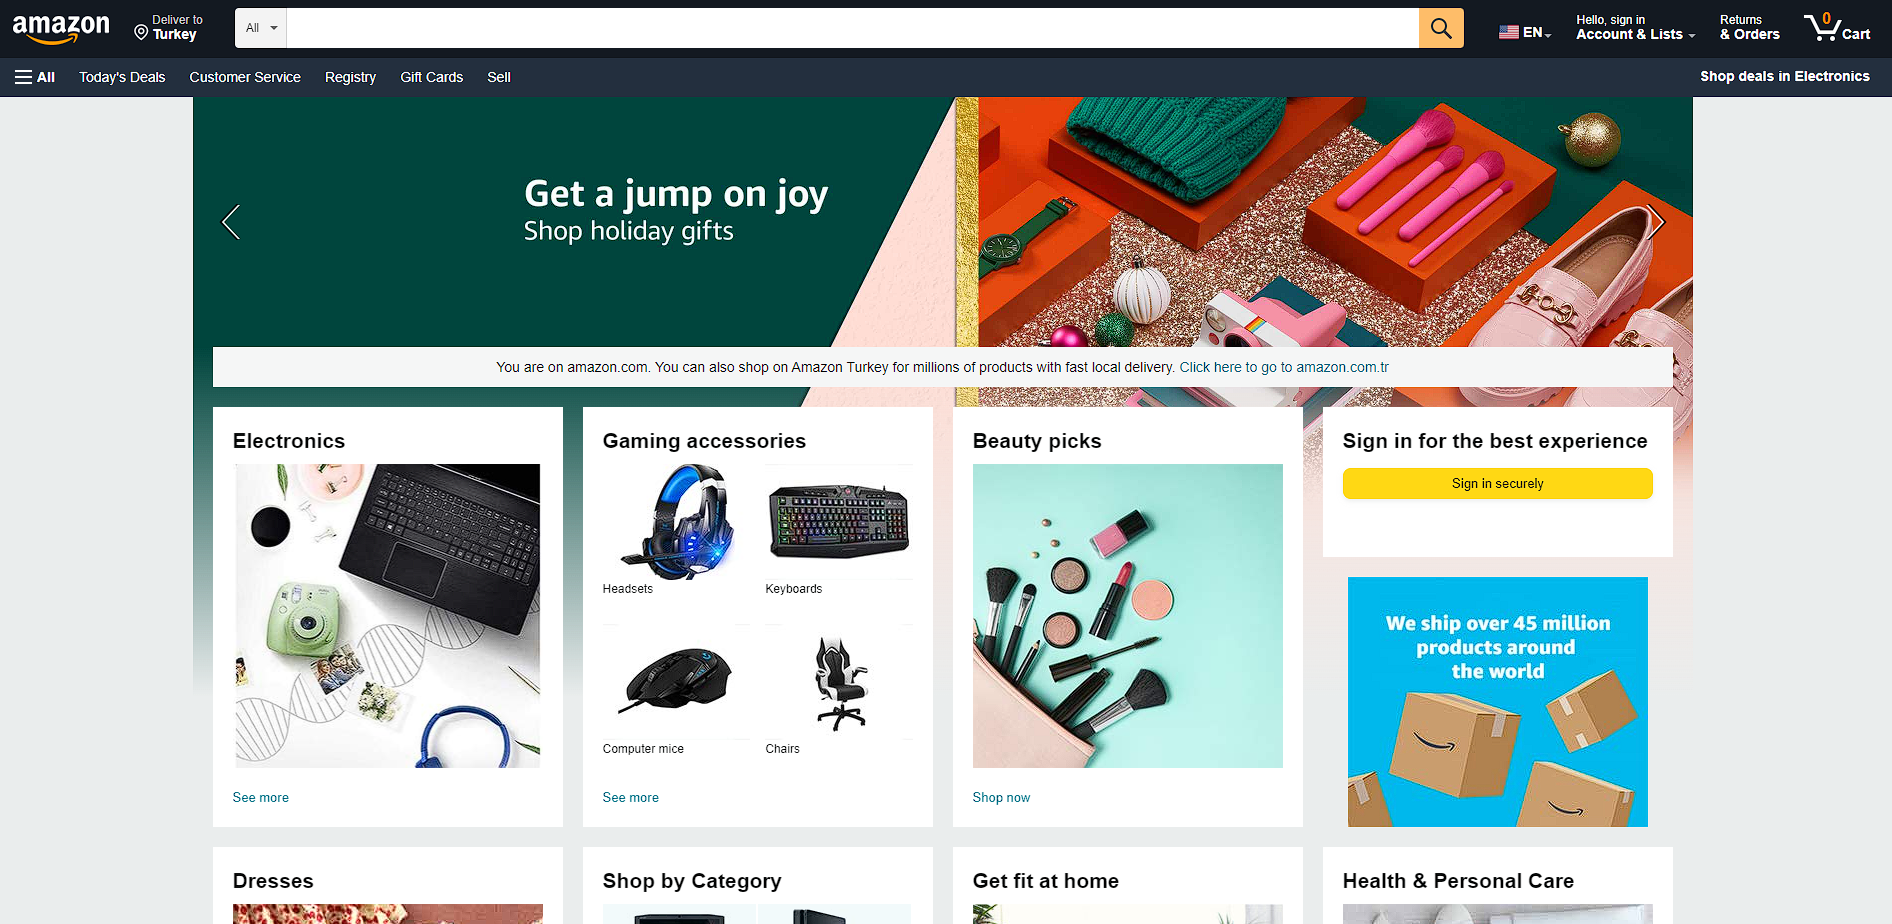 amazon
Deliver to
Turkey
All
EN
Hello, sign in
Account & Lists
Returns
& Orders
0
Cart
All
Today's Deals
Customer Service
Registry
Gift Cards
Sell
Shop deals in Electronics
Get a jump on joy
Shop holiday gifts
You are on amazon.com. You can also shop on Amazon Turkey for millions of products with fast local delivery. Click here to go to amazon.com.tr
Electronics
See more
Gaming accessories
Headsets
Keyboards
Computer mice
Chairs
See more
Beauty picks
Shop now
Sign in for the best experience
Sign in securely
We ship over 45 million
products around
the world
Dresses
Shop by Category
Get fit at home
Health & Personal Care